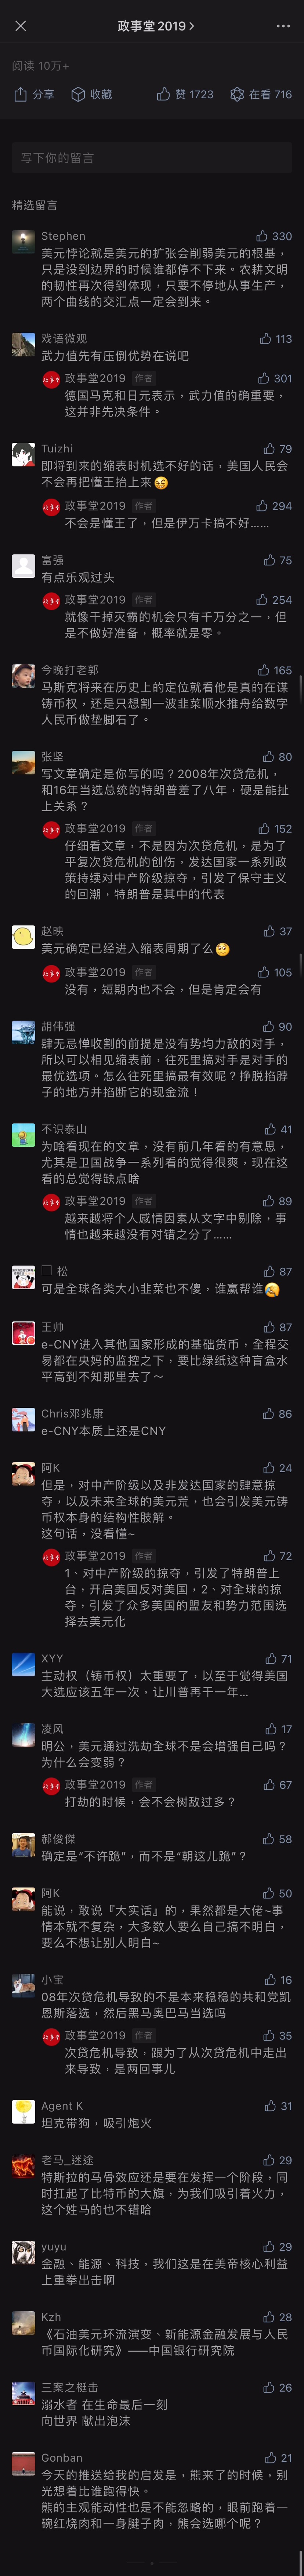 政事堂2019
阅读 10万+
分享
收藏
赞 1723
在看 716
写下你的留言
精选留言
Stephen
330
美元悖论就是美元的扩张会削弱美元的根基，
只是没到边界的时候谁都停不下来。农耕文明
的韧性再次得到体现，只要不停地从事生产，
两个曲线的交汇点一定会到来。
戏语微观
113
武力值先有压倒优势在说吧
政事堂2019 作者
301
德国马克和日元表示，武力值的确重要，
这并非先决条件。
Tuizhi
79
即将到来的缩表时机选不好的话，美国人民会
不会再把懂王抬上来
政事堂2019 作者
294
不会是懂王了，但是伊万卡搞不好……
富强
75
有点乐观过头
政事堂2019 作者
254
就像干掉灭霸的机会只有千万分之一，但
是不做好准备，概率就是零。
今晚打老郭
165
马斯克将来在历史上的定位就看他是真的在谋
铸币权，还是只想割一波韭菜顺水推舟给数字
人民币做垫脚石了。
张坚
80
写文章确定是你写的吗？2008年次贷危机，
和16年当选总统的特朗普差了八年，硬是能扯
上关系？
政事堂2019 作者
152
仔细看文章，不是因为次贷危机，是为了
平复次贷危机的创伤，发达国家一系列政
策持续对中产阶级掠夺，引发了保守主义
的回潮，特朗普是其中的代表
赵映
37
美元确定已经进入缩表周期了么
政事堂2019 作者
105
没有，短期内也不会，但是肯定会有
胡伟强
90
肆无忌惮收割的前提是没有势均力敌的对手，
所以可以相见缩表前，往死里搞对手是对手的
最优选项。怎么往死里搞最有效呢？挣脱掐脖
子的地方并掐断它的现金流！
不识泰山
41
为啥看现在的文章，没有前几年看的有意思，
尤其是卫国战争一系列看的觉得很爽，现在这
看的总觉得缺点啥
政事堂2019 作者
89
越来越将个人感情因素从文字中剔除，事
情也越来越没有对错之分了……
松
87
可是全球各类大小韭菜也不傻，谁赢帮谁
王帅
87
e-CNY进入其他国家形成的基础货币，全程交
易都在央妈的监控之下，要比绿纸这种盲盒水
平高到不知那里去了～
Chris邓兆康
86
e-CNY本质上还是CNY
阿K
24
但是，对中产阶级以及非发达国家的肆意掠
夺，以及未来全球的美元荒，也会引发美元铸
币权本身的结构性肢解。
这句话，没看懂~
政事堂2019 作者
72
1、对中产阶级的掠夺，引发了特朗普上
台，开启美国反对美国，2、对全球的掠
夺，引发了众多美国的盟友和势力范围选
择去美元化
XYY
71
主动权（铸币权）太重要了，以至于觉得美国
大选应该五年一次，让川普再干一年…
凌风
17
明公，美元通过洗劫全球不是会增强自己吗？
为什么会变弱？
政事堂2019 作者
67
打劫的时候，会不会树敌过多？
郝俊傑
58
确定是“不许跪”，而不是“朝这儿跪”？
阿K
50
能说，敢说『大实话』的，果然都是大佬~事
情本就不复杂，大多数人要么自己搞不明白，
要么不想让别人明白~
小宝
16
08年次贷危机导致的不是本来稳稳的共和党凯
恩斯落选，然后黑马奥巴马当选吗
政事堂2019 作者
35
次贷危机导致，跟为了从次贷危机中走出
来导致，是两回事儿
Agent K
31
坦克带狗，吸引炮火
老马_迷途
29
特斯拉的马骨效应还是要在发挥一个阶段，同
时扛起了比特币的大旗，为我们吸引着火力，
这个姓马的也不错哈
yuyu
29
金融、能源、科技，我们这是在美帝核心利益
上重拳出击啊
Kzh
28
《石油美元环流演变、新能源金融发展与人民
币国际化研究》——中国银行研究院
三案之梃击
26
溺水者 在生命最后一刻
向世界 献出泡沫
Gonban
21
今天的推送给我的启发是，熊来了的时候，别
光想着比谁跑得快。
熊的主观能动性也是不能忽略的，眼前跑着一
碗红烧肉和一身腱子肉，熊会选哪个呢？